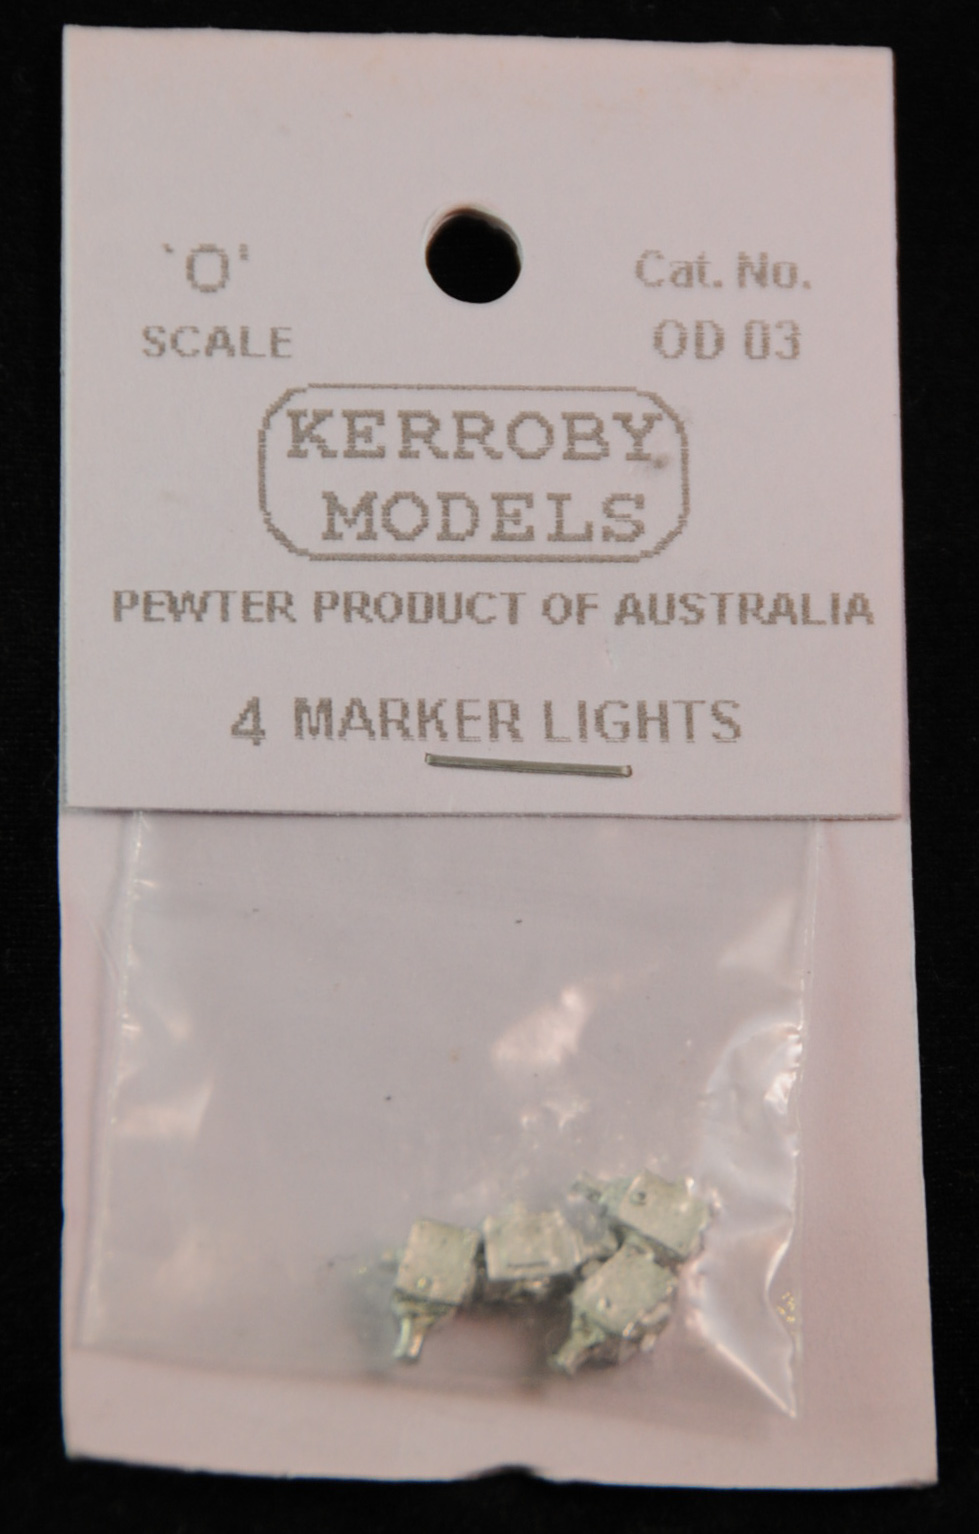 'O'
SCALE
Cat. No.
OD 03
KERROBY
MODELS
PEWTER PRODUCT OF AUSTRALIA
4 MARKER LIGHTS